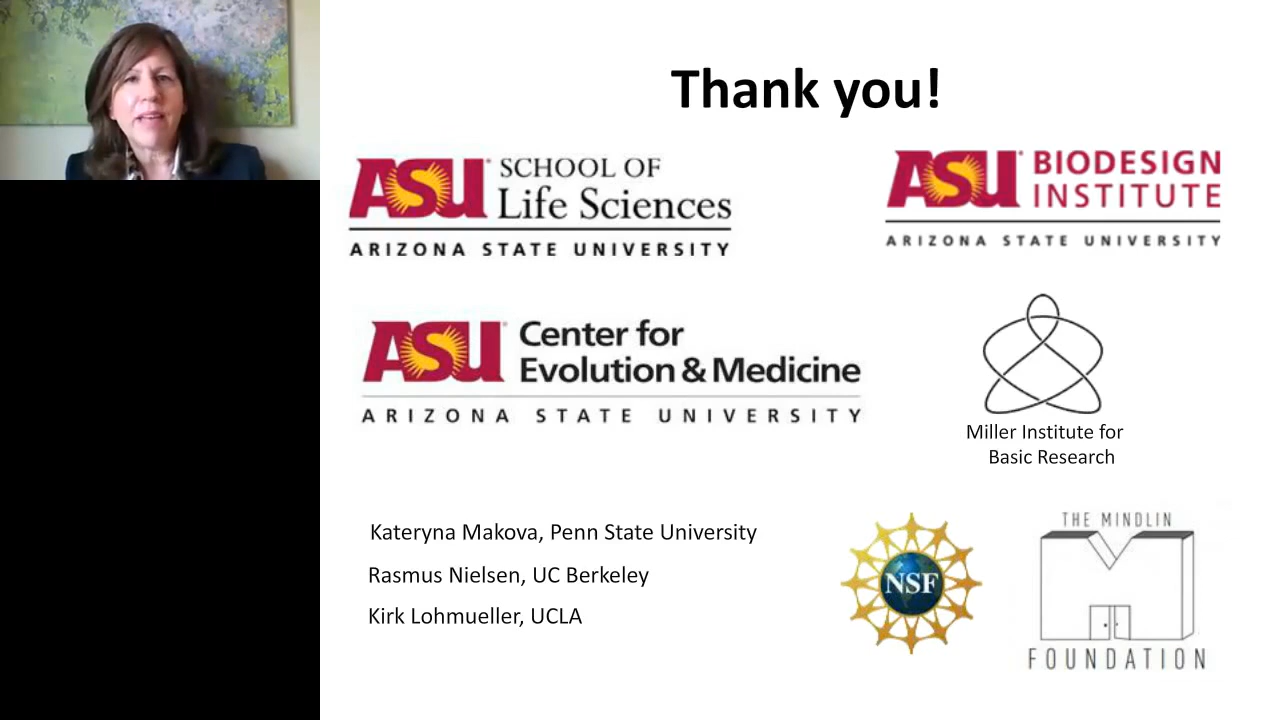 Thank you!
ASU SCHOOL OF
Life Sciences
ARIZONA STATE UNIVERSITY
ASU BIODESIGN
INSTITUTE
ARIZONA STATE UNIVERSITY
ASU Center for
Evolution & Medicine
ARIZONA STATE UNIVERSITY
Miller Institute for
Basic Research
Kateryna Makova, Penn State University
Rasmus Nielsen, UC Berkeley
Kirk Lohmueller, UCLA
NSF
THE MINDLIN
FOUNDATION